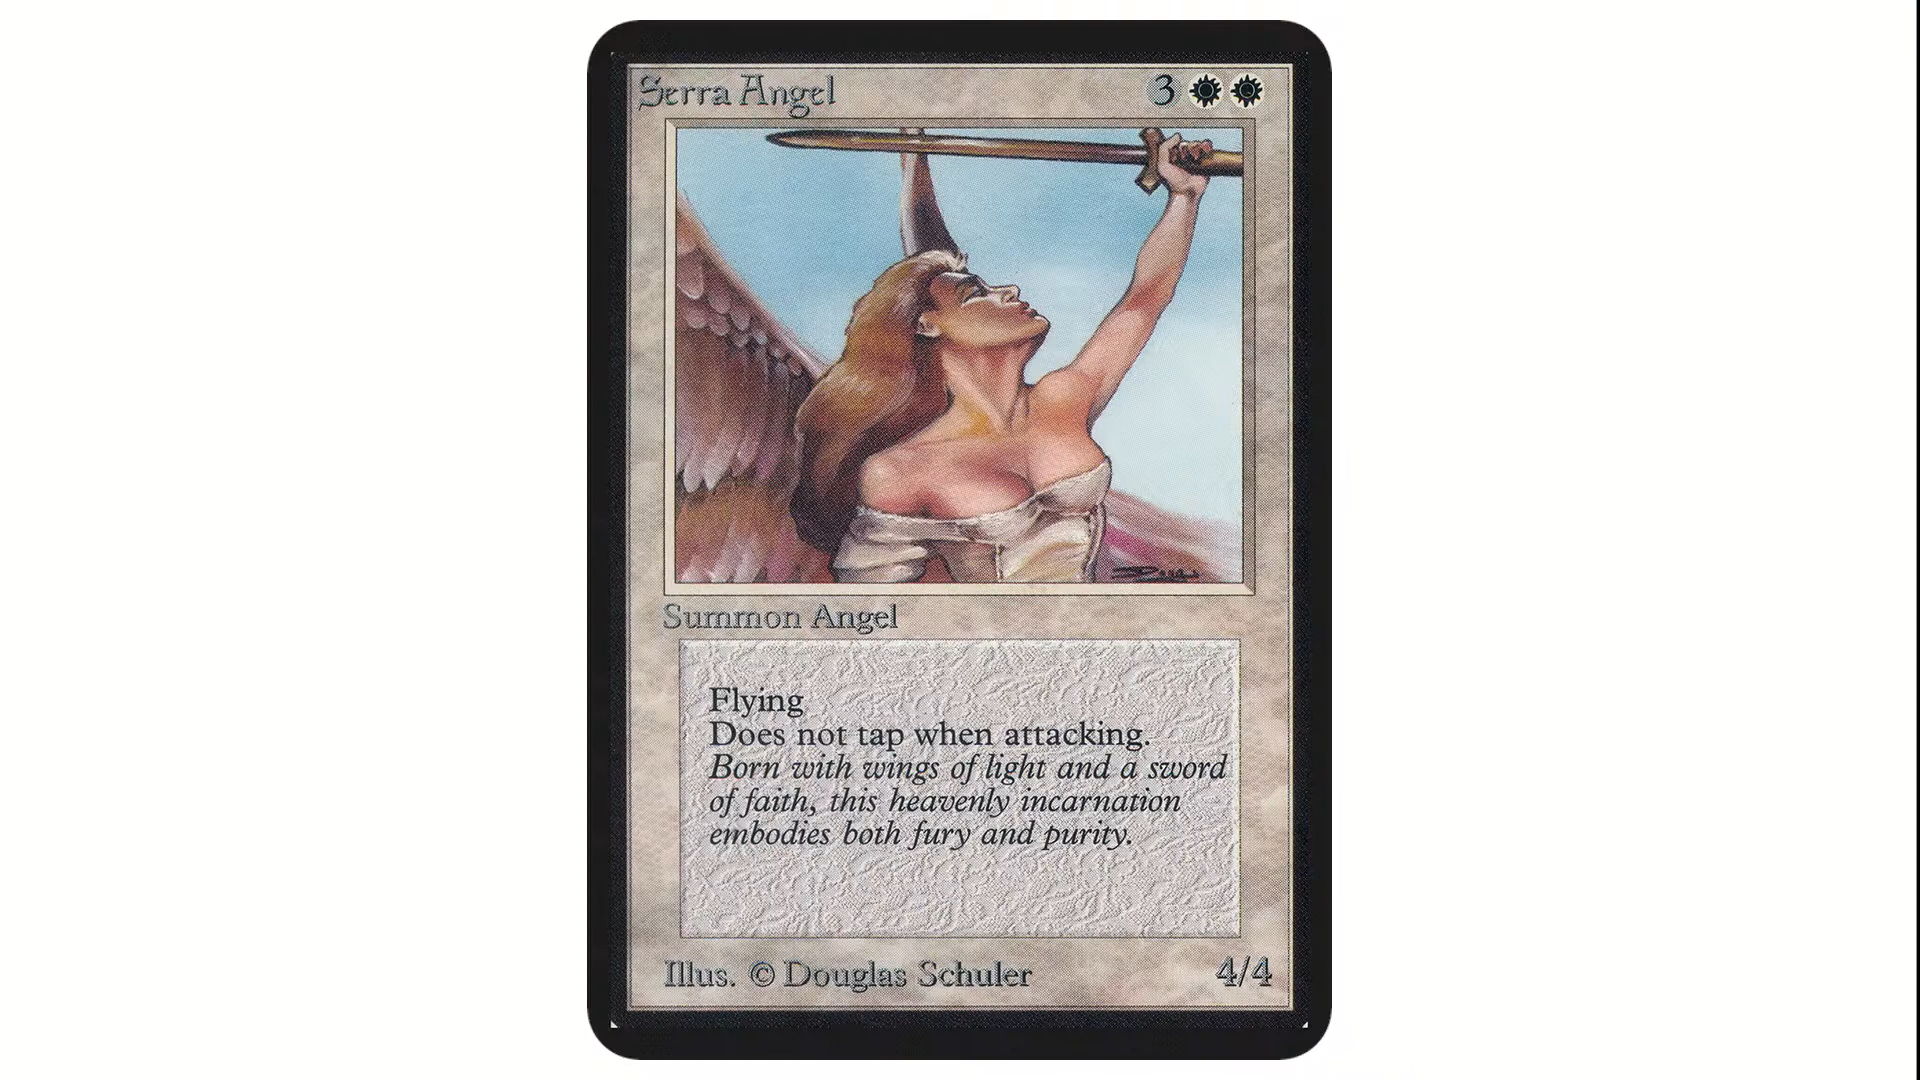 Serra Angel 3
Summon Angel
Flying
Does not tap when attacking.
Born with wings of light and a sword
of faith, this heavenly incarnation
embodies both fury and purity.
Illus. © Douglas Schuler 4/4